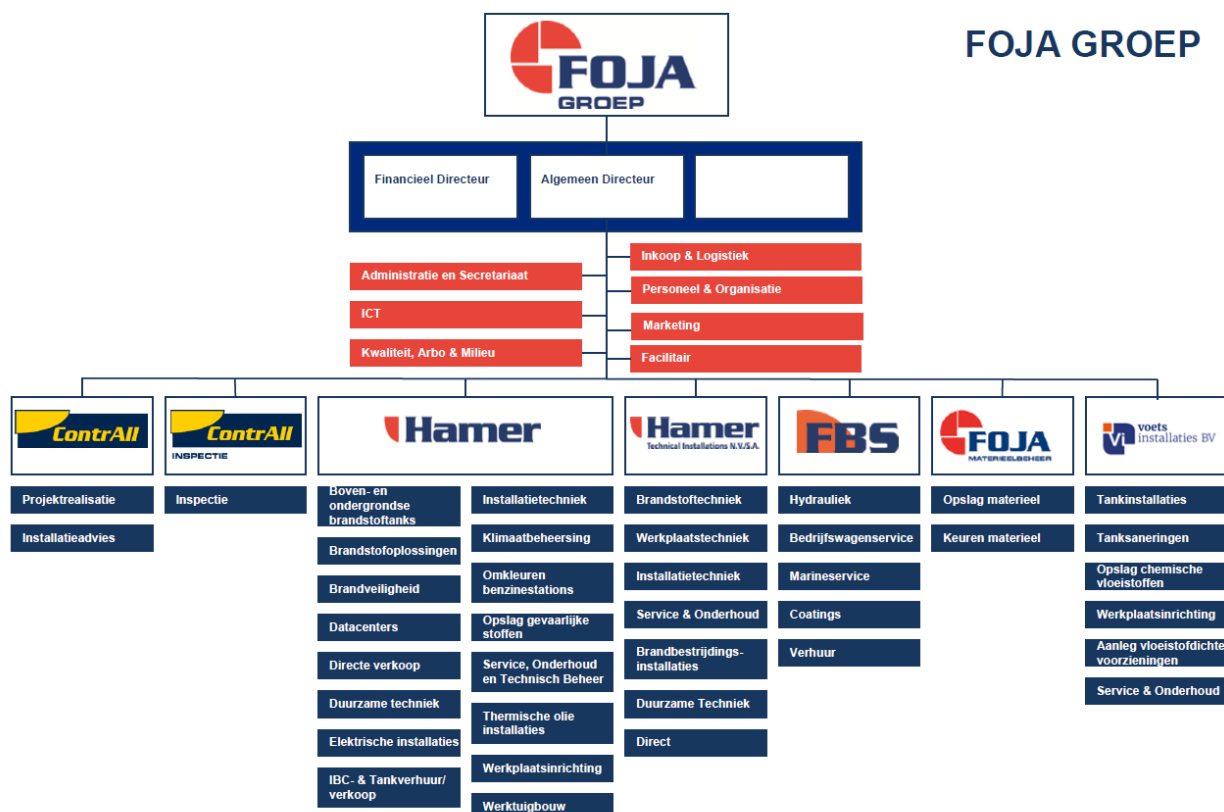 FOJA GROEP
FOJA
GROEP
Financieel Directeur
Algemeen Directeur
Inkoop & Logistiek
Administratie en Secretariaat
Personeel & Organisatie
ICT
Marketing
Kwaliteit, Arbo & Milieu
Facilitair
ContrAll
Projektrealisatie
Installatieadvies
ContrAll
INSPECTIE
Inspectie
Hamer
Boven- en
ondergrondse
brandstoftanks
Brandstofoplossingen
Brandveiligheid
Datacenters
Directe verkoop
Duurzame techniek
Elektrische installaties
IBC- & Tankverhuur/
verkoop
Installatietechniek
Klimaatbeheersing
Omkleuren
benzinestations
Opslag gevaarlijke
stoffen
Service, Onderhoud
en Technisch Beheer
Thermische olie
installaties
Werkplaatsinrichting
Werktuigbouw
Hamer
Technical Installations N.V./S.A.
Brandstoftechniek
Werkplaatstechniek
Installatietechniek
Service & Onderhoud
Brandbestrijdings-
installaties
Duurzame Techniek
Direct
FBS
Hydrauliek
Bedrijfswagenservice
Marineservice
Coatings
Verhuur
FOJA
MATERIEELBEHEER
Opslag materieel
Keuren materieel
Vi voets
installaties BV
Tankinstallaties
Tanksaneringen
Opslag chemische
vloeistoffen
Werkplaatsinrichting
Aanleg vloeistofdichte
voorzieningen
Service & Onderhoud